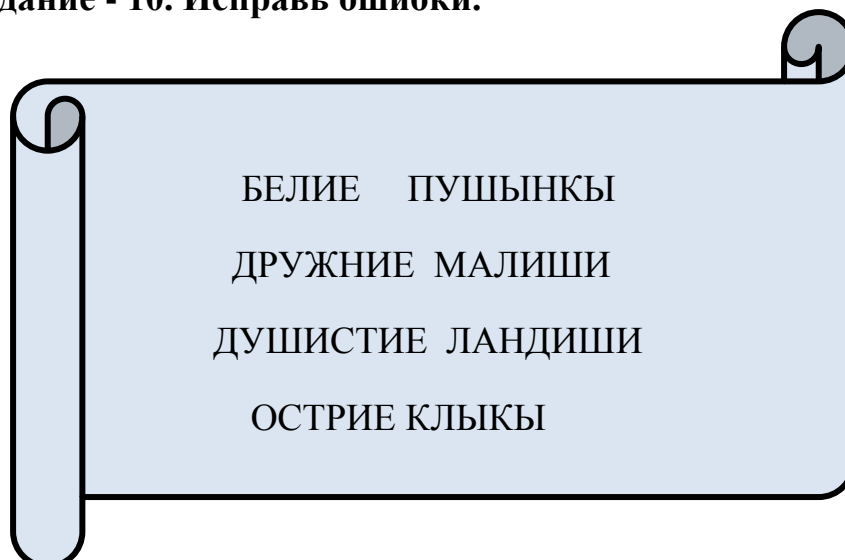 дание - 10. Исправь ошибки.
БЕЛИЕ ПУШЫНКЫ
ДРУЖНИЕ МАЛИШИ
ДУШИСТИЕ ЛАНДИШИ
ОСТРИЕ КЛЫКЫ